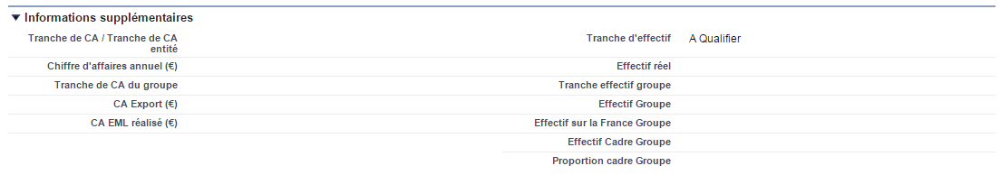 Informations supplémentaires
Tranche de CA / Tranche de CA
entité
Tranche d'effectif A Qualifier
Chiffre d'affaires annuel (€) Effectif réel
Tranche de CA du groupe Tranche effectif groupe
CA Export (€) Effectif Groupe
CA EML réalisé (€) Effectif sur la France Groupe
Effectif Cadre Groupe
Proportion cadre Groupe